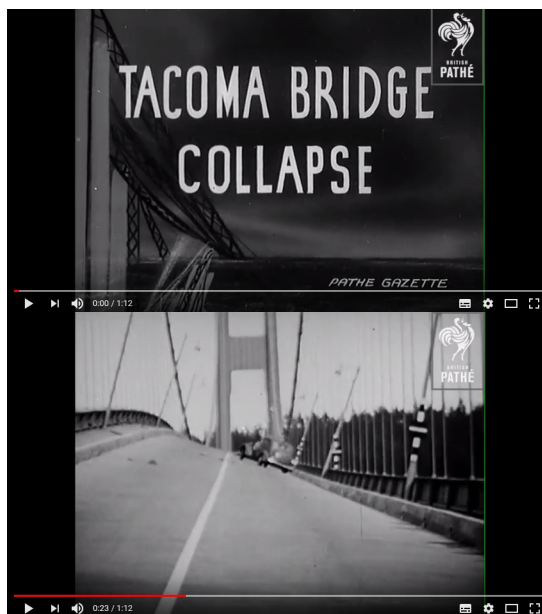 BRITISH
PATHÉ
TACOMA BRIDGE
COLLAPSE
PATHE GAZETTE
0:00 / 1:12
BRITISH
PATHÉ
0:23 / 1:12